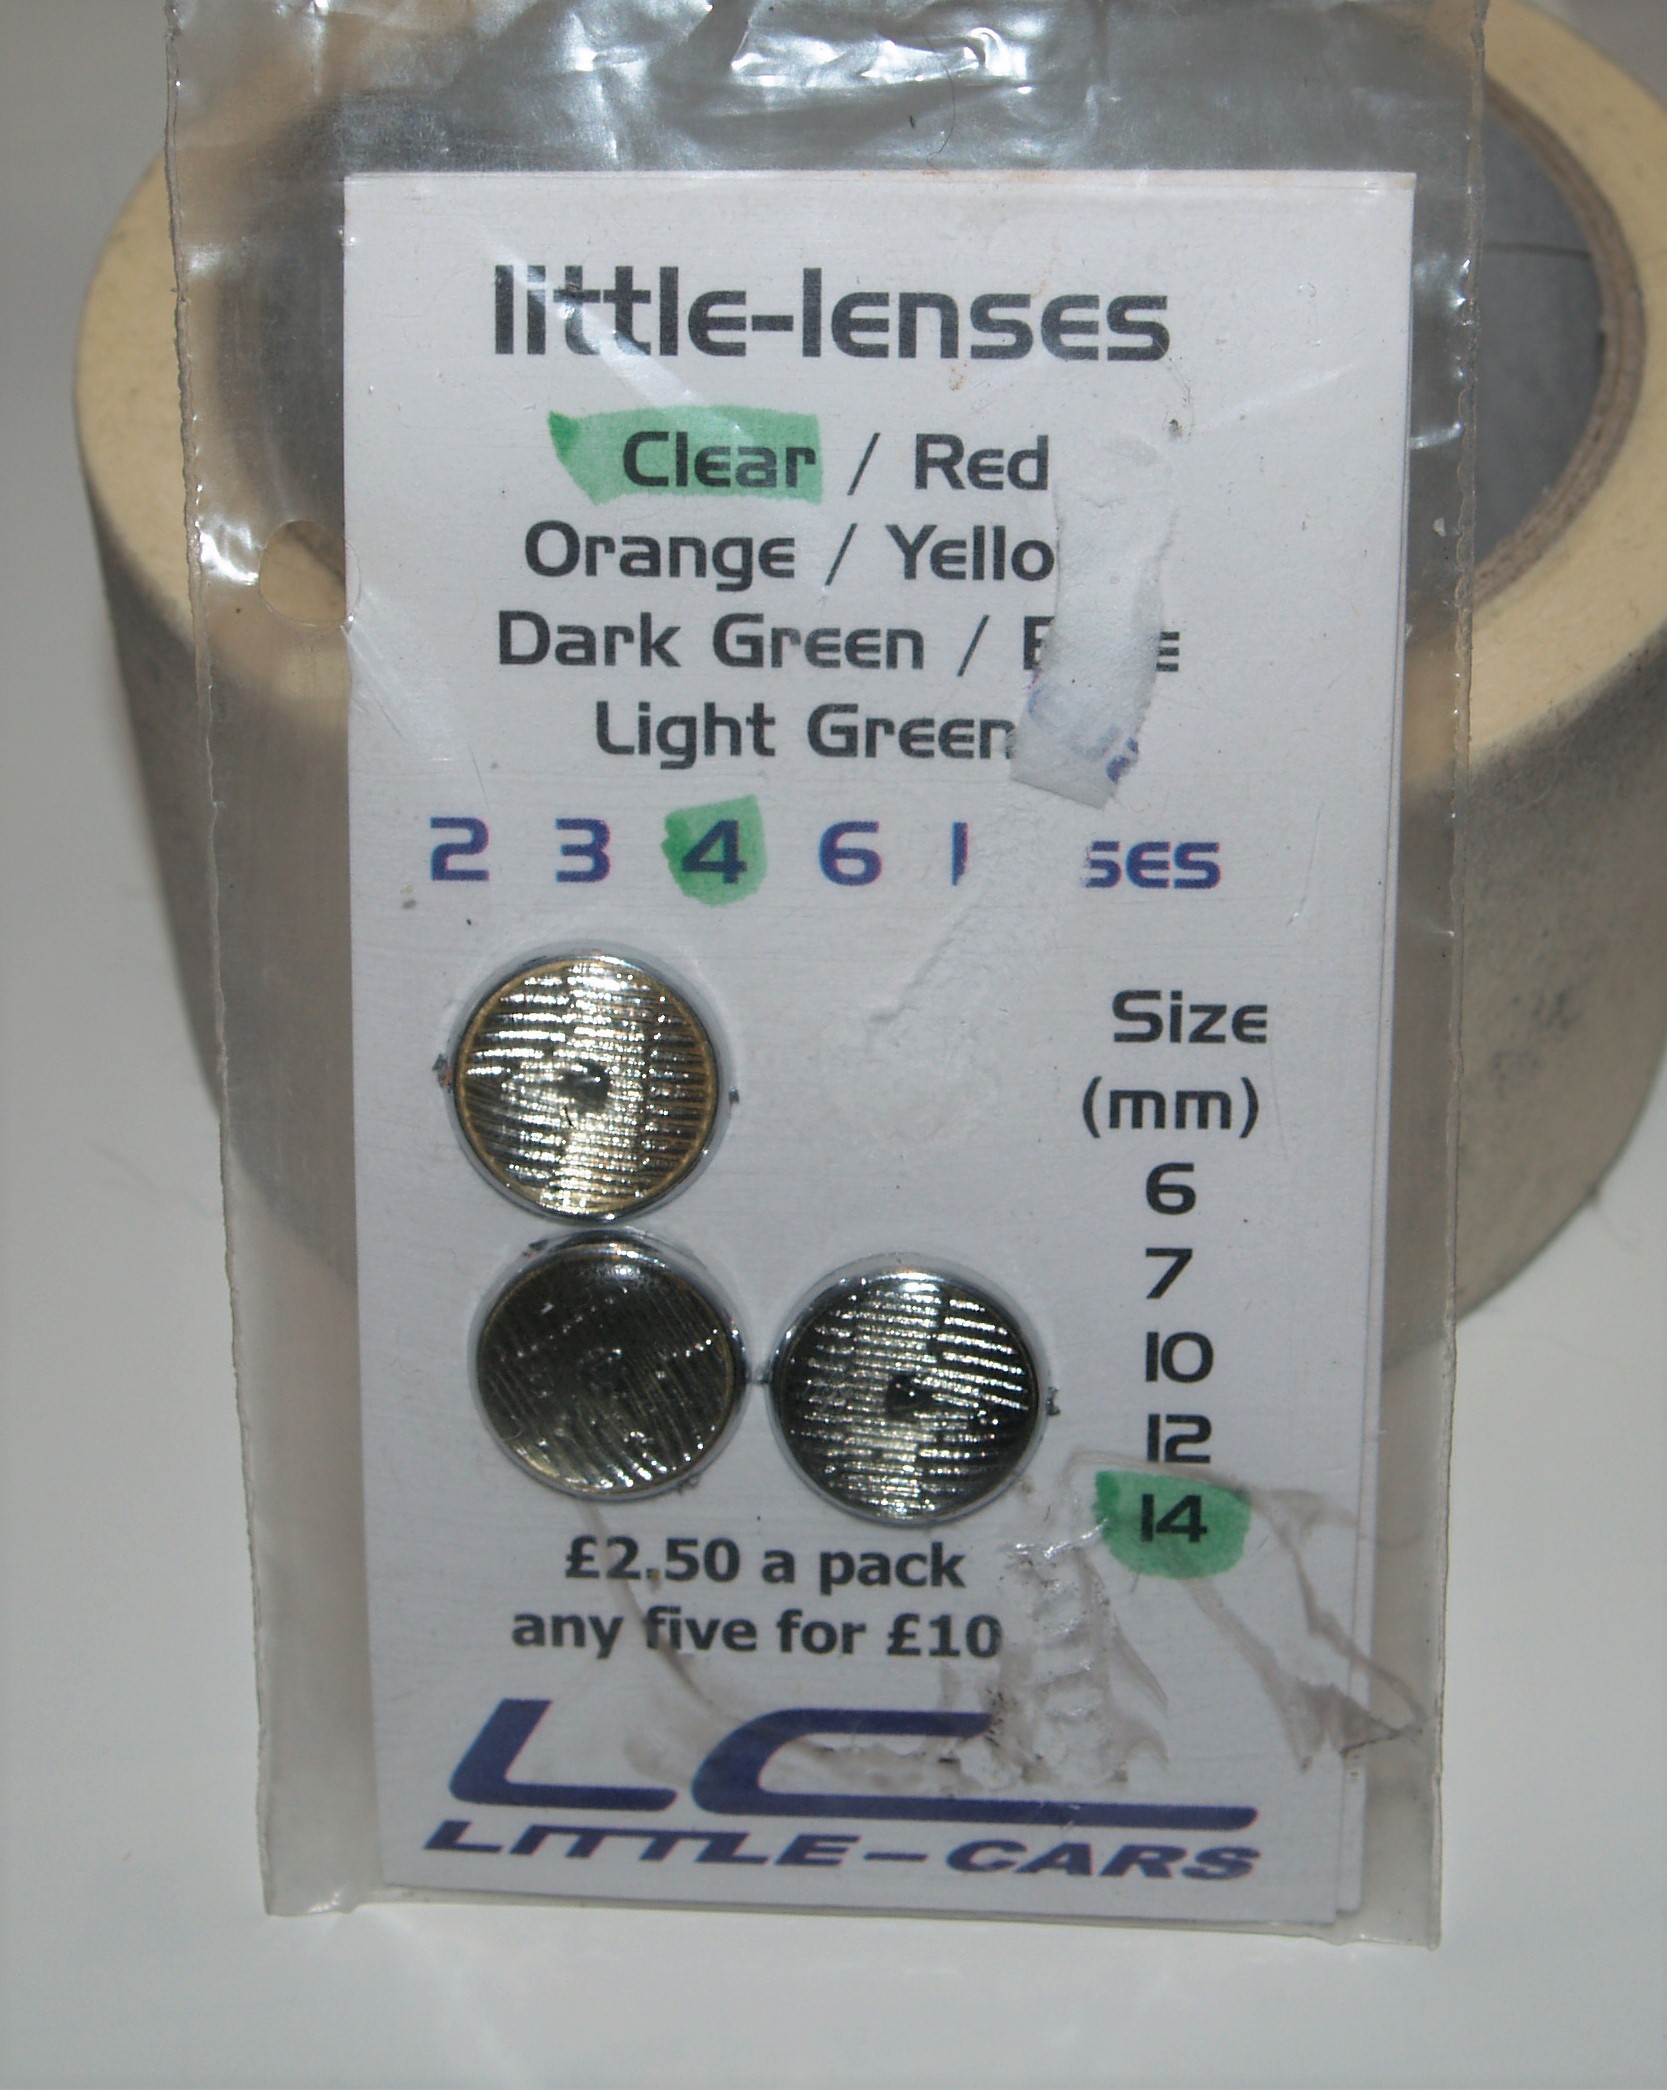 little-lenses
Clear / Red
Orange / Yello
Dark Green /
Light Green
2 3 4 6
Size
(mm)
6
7
10
12
14
£2.50 a pack
any five for £10
LC
LITTLE-CARS